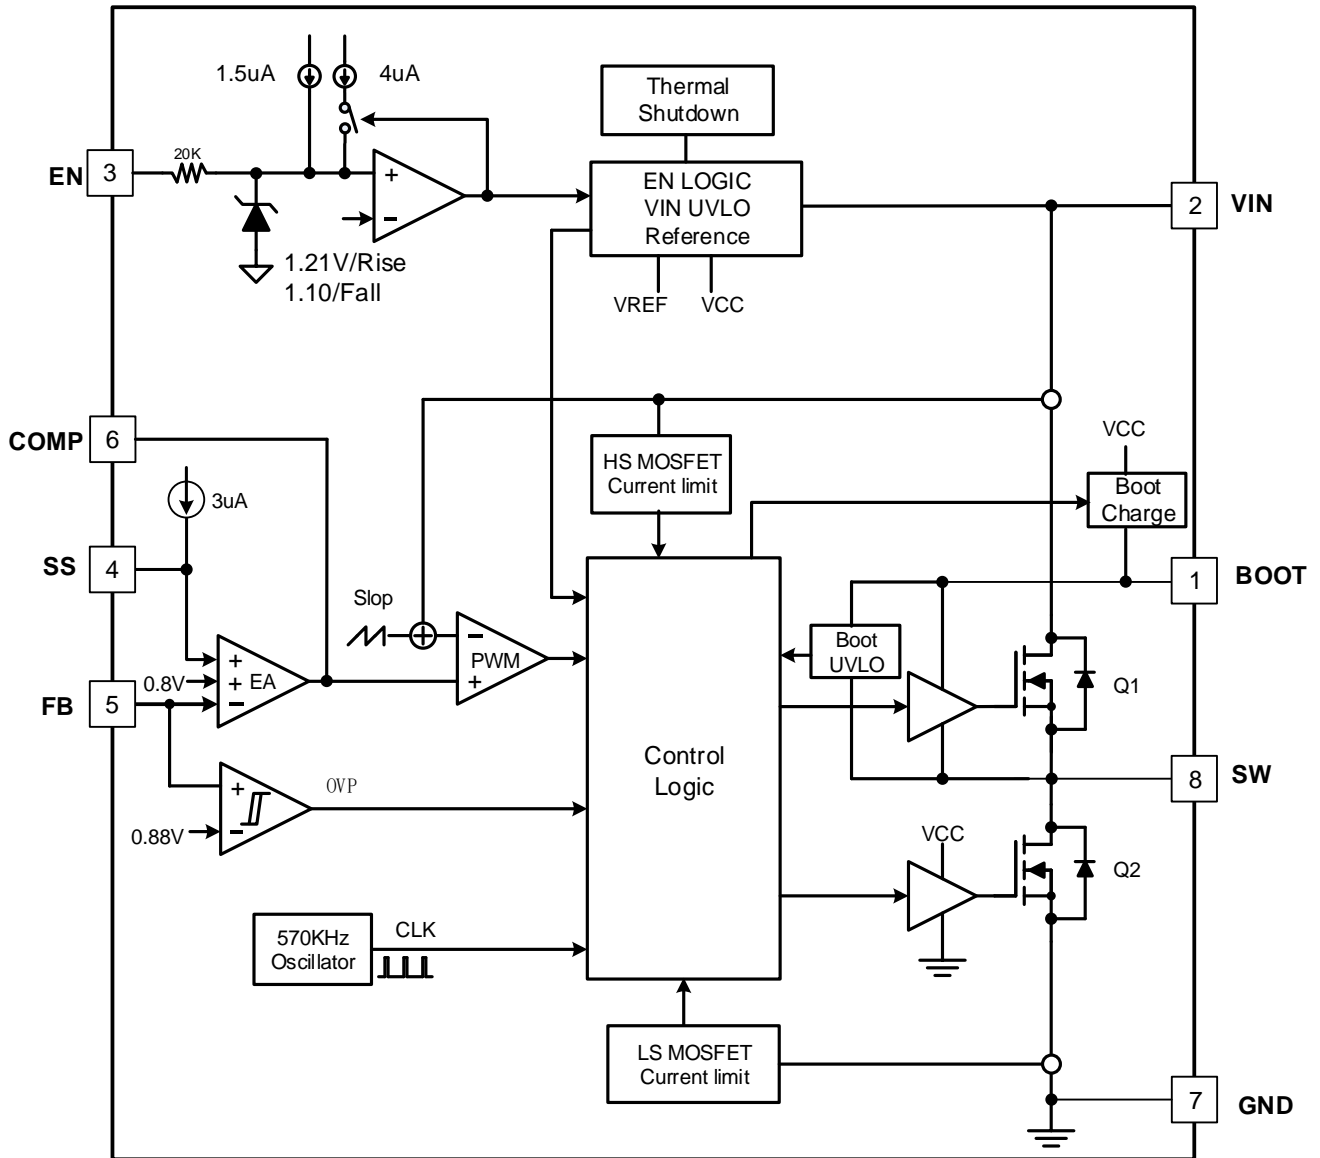 1.5uA
4uA
Thermal
Shutdown
EN
3
20K
+
−
EN LOGIC
VIN UVLO
Reference
2
VIN
1.21V/Rise
1.10/Fall
VREF
VCC
COMP
6
HS MOSFET
Current limit
VCC
Boot
Charge
3uA
SS
4
1
BOOT
Slop
−
PWM
+
Boot
UVLO
+
0.8V
+
EA
−
FB
5
Q1
Control
Logic
SW
8
+
OVP
0.88V
−
VCC
Q2
570KHz
Oscillator
CLK
LS MOSFET
Current limit
7
GND